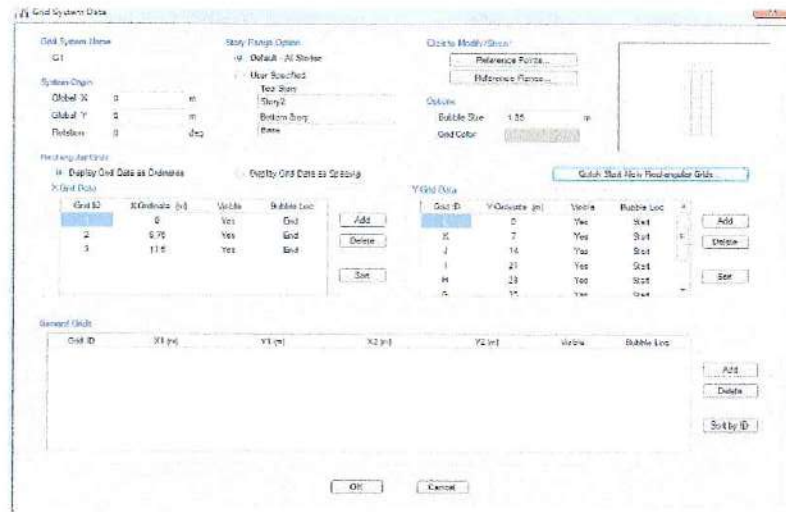 Grid System Data
Grid System Name
G1
Story Range Option
Default - All Stories
User Specified
Top Story
Story2
Bottom Story
Base
Click to Modify/Show:
Reference Points...
Reference Planes...
System Origin
Global X 0 m
Global Y 0 m
Rotation 0 deg
Options
Bubble Size m
Grid Color
Rectangular Grids
Display Grid Data as Ordinates
Display Grid Data as Spacing
Quick Start New Rectangular Grids...
X Grid Data
Grid ID X Ordinate (m) Visible Bubble Loc
0 Yes End
2 Yes End
3 Yes End
Add
Delete
Sort
Y Grid Data
Grid ID Y Ordinate (m) Visible Bubble Loc
L 0 Yes Start
K 7 Yes Start
J 14 Yes Start
I 21 Yes Start
H 28 Yes Start
G 35 Yes Start
Add
Delete
Sort
General Grids
Grid ID X1 (m) Y1 (m) X2 (m) Y2 (m) Visible Bubble Loc
Add
Delete
Sort by ID
OK
Cancel